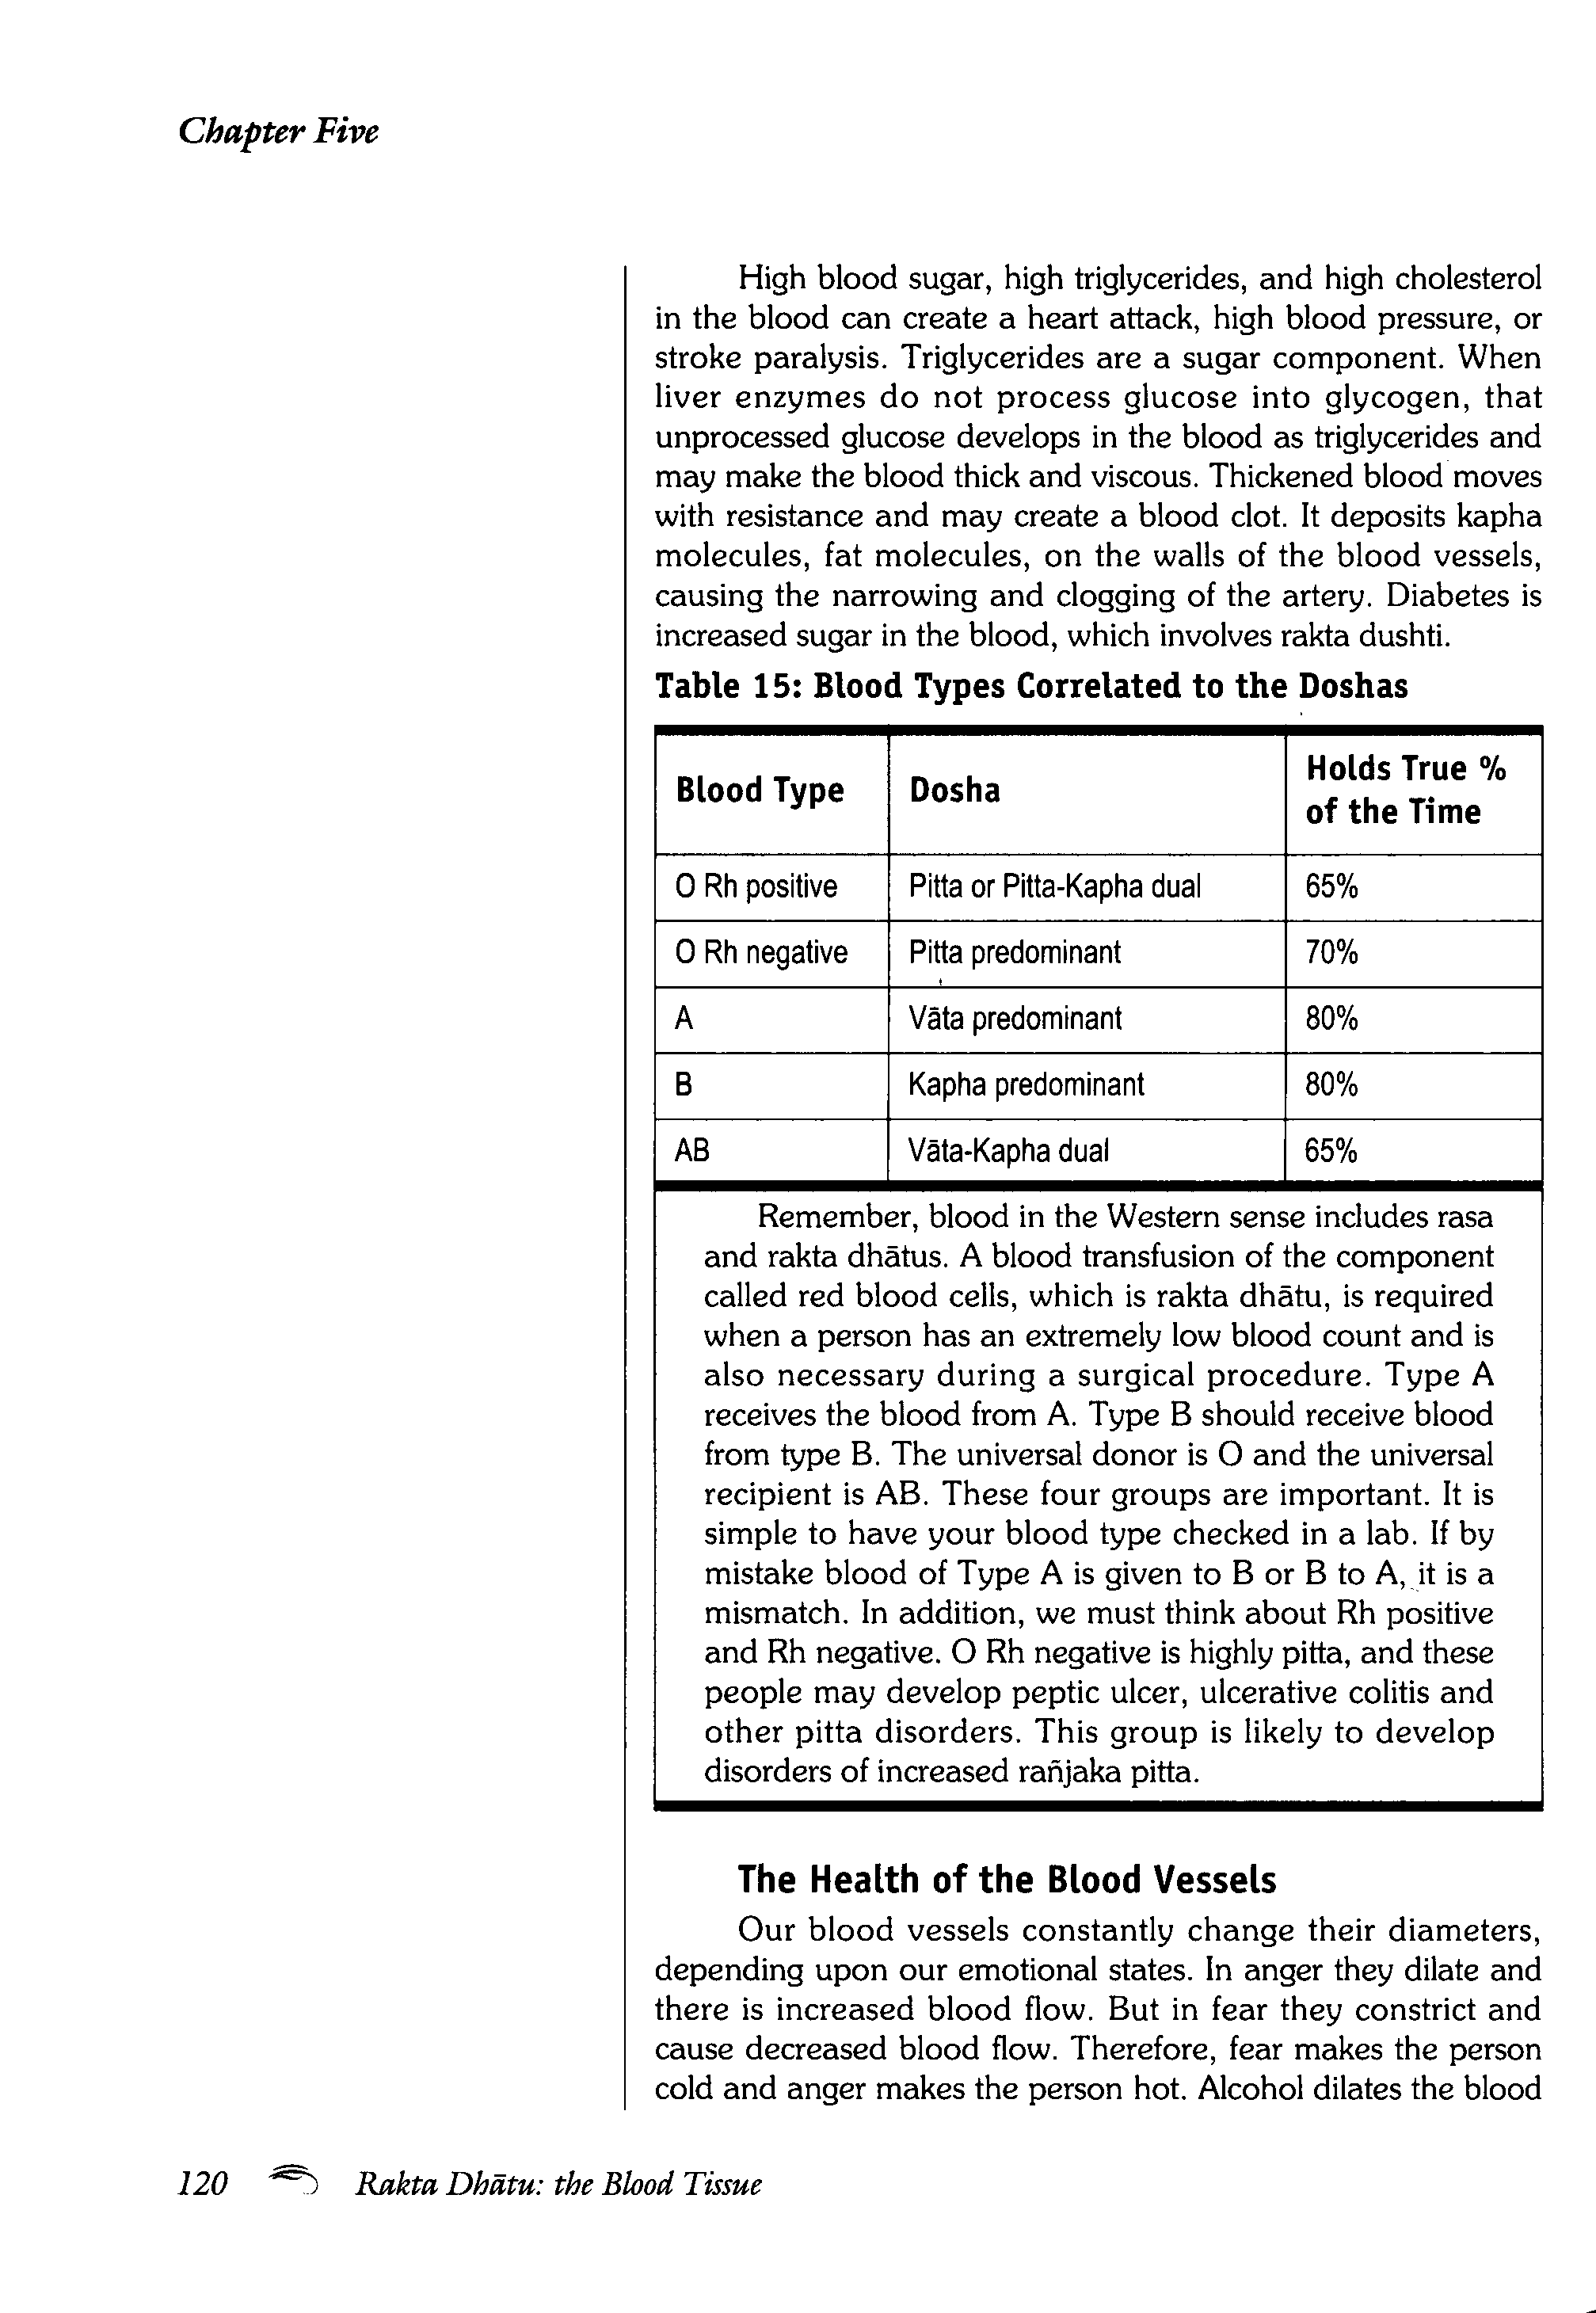 Chapter Five
High blood sugar, high triglycerides, and high cholesterol
in the blood can create a heart attack, high blood pressure, or
stroke paralysis. Triglycerides are a sugar component. When
liver enzymes do not process glucose into glycogen, that
unprocessed glucose develops in the blood as triglycerides and
may make the blood thick and viscous. Thickened blood moves
with resistance and may create a blood clot. It deposits kapha
molecules, fat molecules, on the walls of the blood vessels,
causing the narrowing and clogging of the artery. Diabetes is
increased sugar in the blood, which involves rakta dushti.
Table 15: Blood Types Correlated to the Doshas
Blood Type Dosha Holds True %
of the Time
O Rh positive Pitta or Pitta-Kapha dual 65%
O Rh negative Pitta predominant 70%
A Vāta predominant 80%
B Kapha predominant 80%
AB Vāta-Kapha dual 65%
Remember, blood in the Western sense includes rasa
and rakta dhātus. A blood transfusion of the component
called red blood cells, which is rakta dhātu, is required
when a person has an extremely low blood count and is
also necessary during a surgical procedure. Type A
receives the blood from A. Type B should receive blood
from type B. The universal donor is O and the universal
recipient is AB. These four groups are important. It is
simple to have your blood type checked in a lab. If by
mistake blood of Type A is given to B or B to A, it is a
mismatch. In addition, we must think about Rh positive
and Rh negative. O Rh negative is highly pitta, and these
people may develop peptic ulcer, ulcerative colitis and
other pitta disorders. This group is likely to develop
disorders of increased rañjaka pitta.
The Health of the Blood Vessels
Our blood vessels constantly change their diameters,
depending upon our emotional states. In anger they dilate and
there is increased blood flow. But in fear they constrict and
cause decreased blood flow. Therefore, fear makes the person
cold and anger makes the person hot. Alcohol dilates the blood
120 Rakta Dhātu: the Blood Tissue